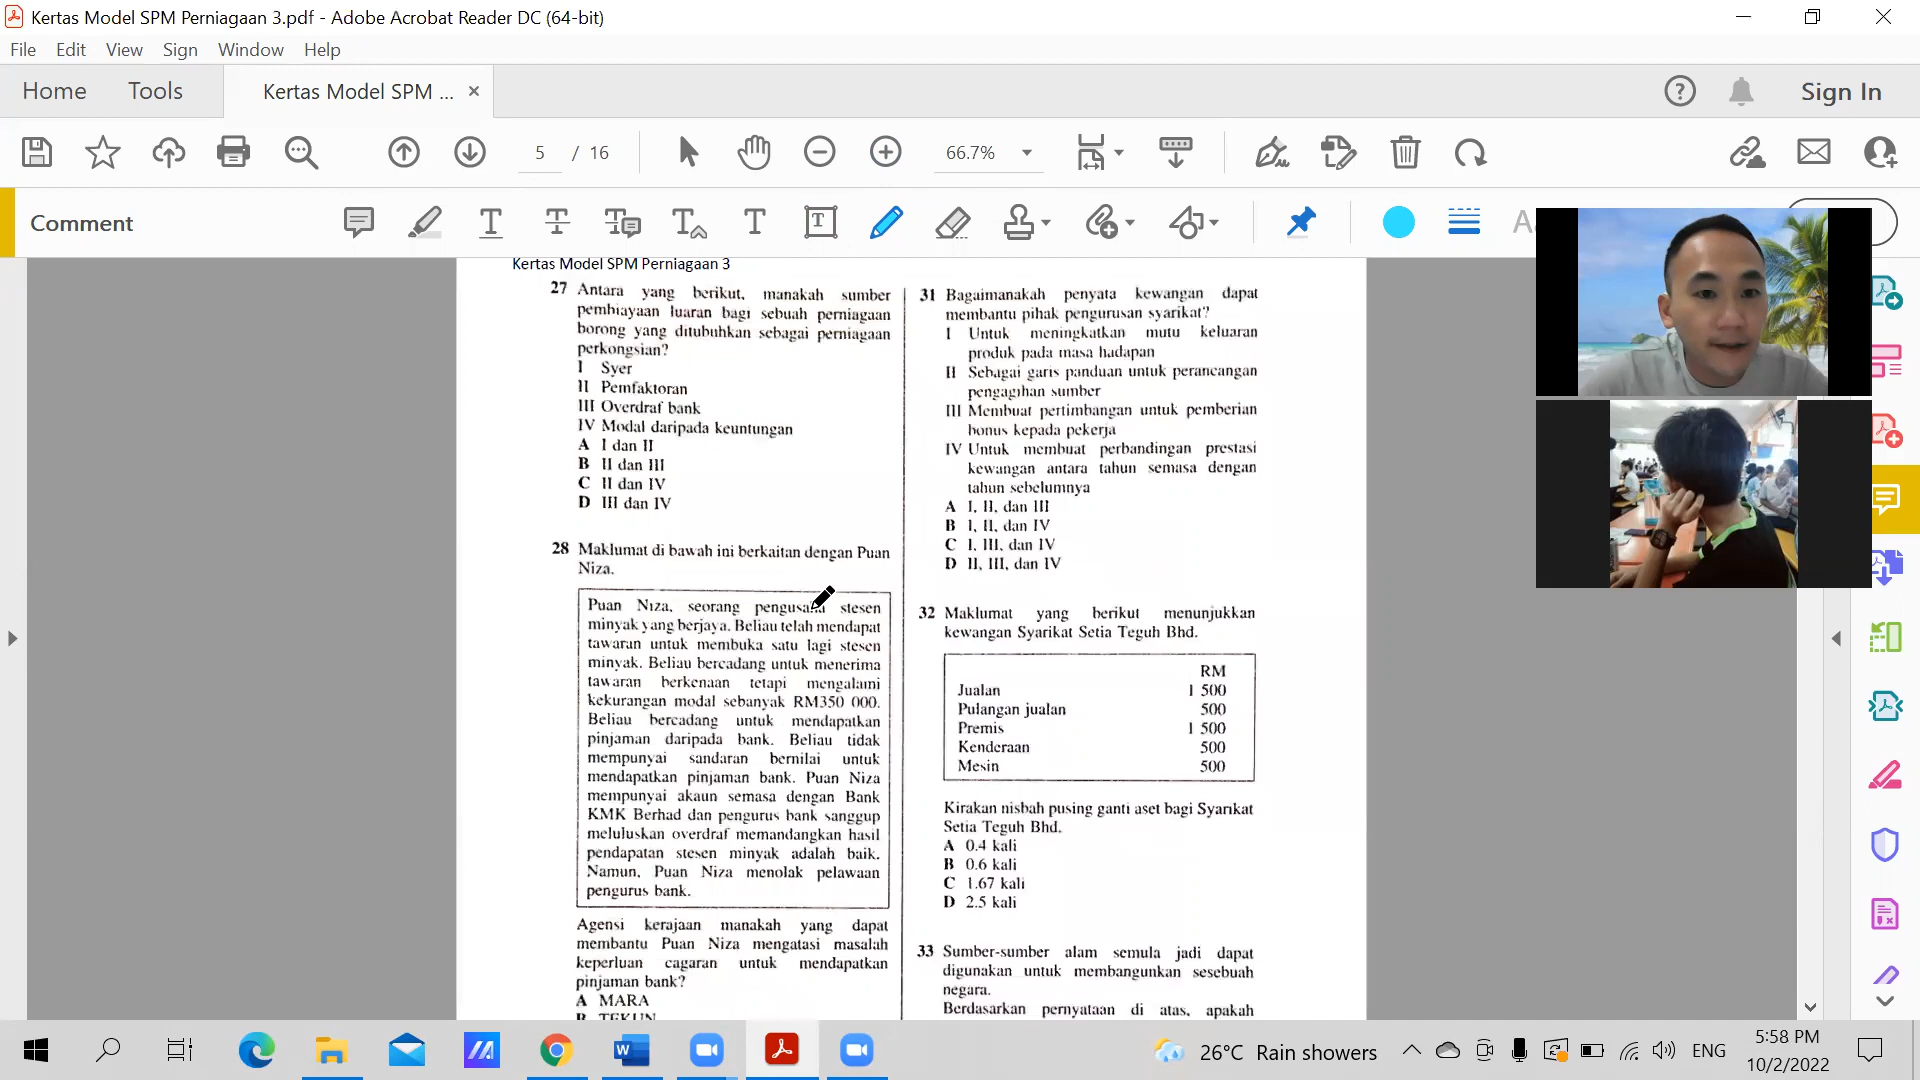 Kertas Model SPM Perniagaan 3.pdf - Adobe Acrobat Reader DC (64-bit)
File Edit View Sign Window Help
Home Tools Kertas Model SPM ... × Sign In
5 / 16 66.7%
Comment
Kertas Model SPM Perniagaan 3
27 Antara yang berikut, manakah sumber
pembiayaan luaran bagi sebuah perniagaan
borong yang ditubuhkan sebagai perniagaan
perkongsian?
I Syer
II Pemfaktoran
III Overdraf bank
IV Modal daripada keuntungan
A I dan II
B II dan III
C II dan IV
D III dan IV
28 Maklumat di bawah ini berkaitan dengan Puan
Niza.
Puan Niza, seorang pengusaha stesen
minyak yang berjaya. Beliau telah mendapat
tawaran untuk membuka satu lagi stesen
minyak. Beliau bercadang untuk menerima
tawaran berkenaan tetapi mengalami
kekurangan modal sebanyak RM350 000.
Beliau bercadang untuk mendapatkan
pinjaman daripada bank. Beliau tidak
mempunyai sandaran bernilai untuk
mendapatkan pinjaman bank. Puan Niza
mempunyai akaun semasa dengan Bank
KMK Berhad dan pengurus bank sanggup
meluluskan overdraf memandangkan hasil
pendapatan stesen minyak adalah baik.
Namun, Puan Niza menolak pelawaan
pengurus bank.
Agensi kerajaan manakah yang dapat
membantu Puan Niza mengatasi masalah
keperluan cagaran untuk mendapatkan
pinjaman bank?
A MARA
B TEKUN
31 Bagaimanakah penyata kewangan dapat
membantu pihak pengurusan syarikat?
I Untuk meningkatkan mutu keluaran
produk pada masa hadapan
II Sebagai garis panduan untuk perancangan
pengagihan sumber
III Membuat pertimbangan untuk pemberian
bonus kepada pekerja
IV Untuk membuat perbandingan prestasi
kewangan antara tahun semasa dengan
tahun sebelumnya
A I, II, dan III
B I, II, dan IV
C I, III, dan IV
D II, III, dan IV
32 Maklumat yang berikut menunjukkan
kewangan Syarikat Setia Teguh Bhd.
RM
Jualan 1 500
Pulangan jualan 500
Premis 1 500
Kenderaan 500
Mesin 500
Kirakan nisbah pusing ganti aset bagi Syarikat
Setia Teguh Bhd.
A 0.4 kali
B 0.6 kali
C 1.67 kali
D 2.5 kali
33 Sumber-sumber alam semula jadi dapat
digunakan untuk membangunkan sesebuah
negara.
Berdasarkan pernyataan di atas, apakah
26°C Rain showers ENG 5:58 PM
10/2/2022